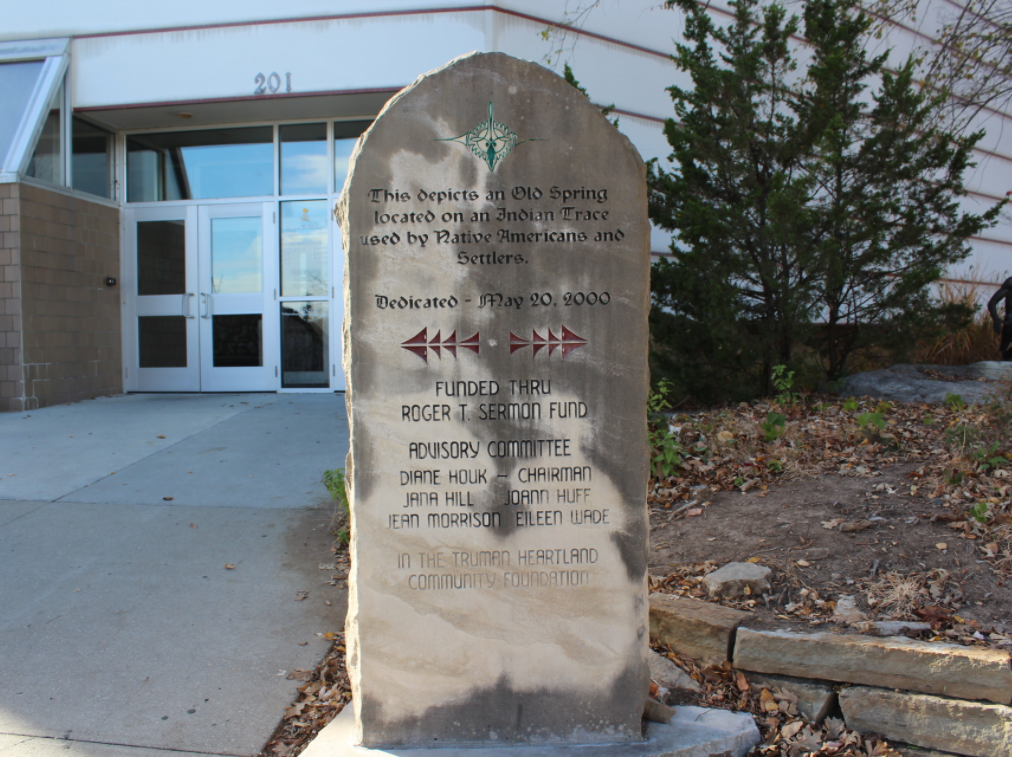 201
This depicts an Old Spring
located on an Indian Trace
used by Native Americans and
Settlers.
Dedicated - May 20, 2000
FUNDED THRU
ROGER T. SERMON FUND
ADVISORY COMMITTEE
DIANE HOUK – CHAIRMAN
JANA HILL JOANN HUFF
JEAN MORRISON EILEEN WADE
IN THE TRUMAN HEARTLAND
COMMUNITY FOUNDATION